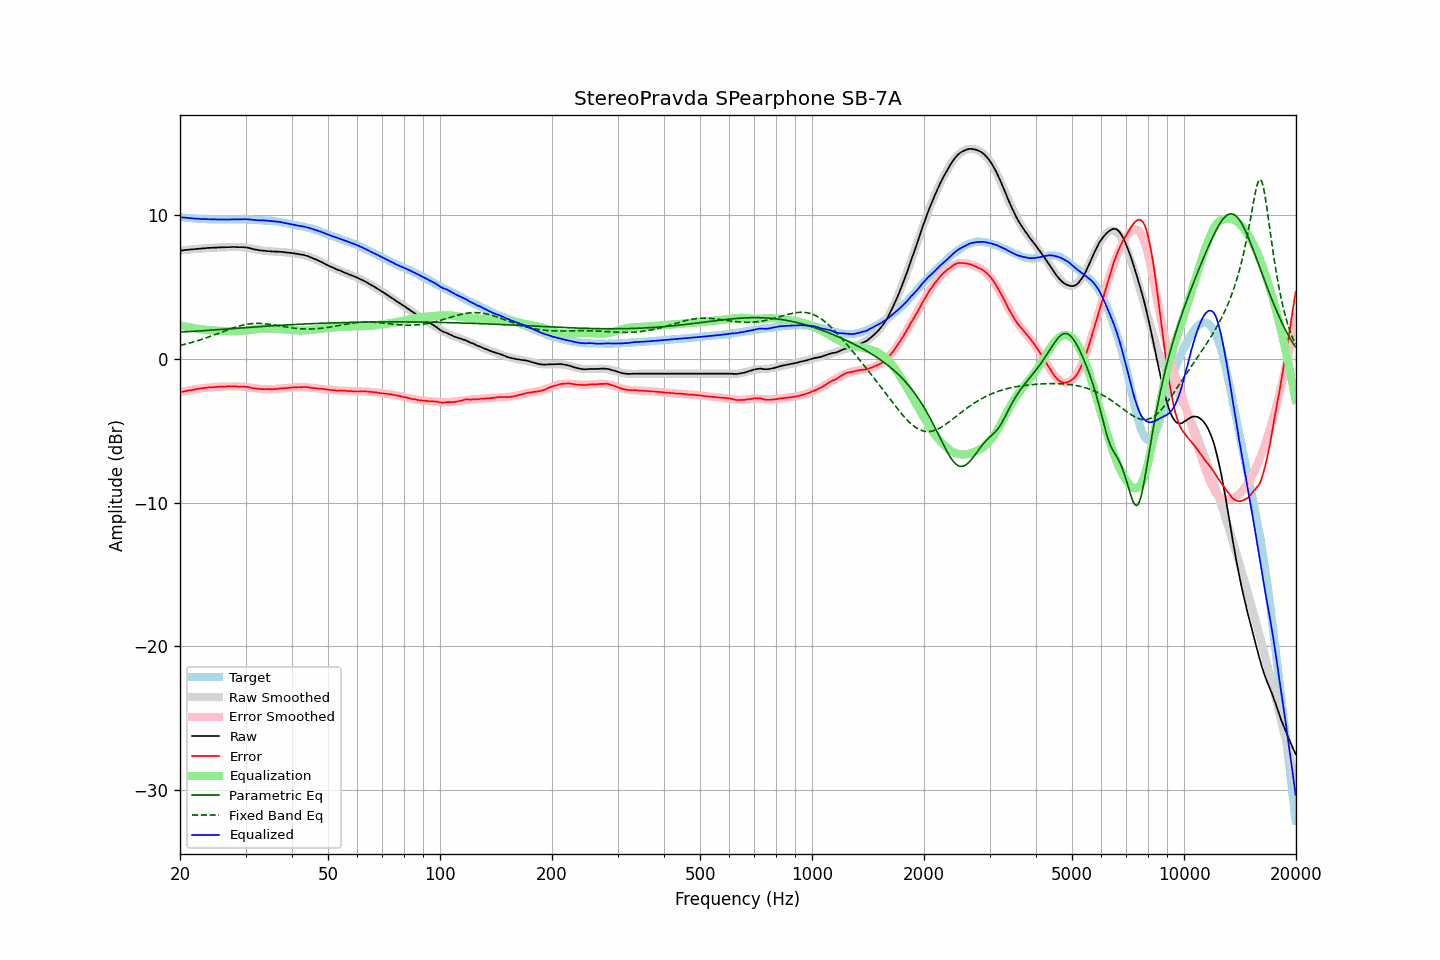 StereoPravda SPearphone SB-7A
Amplitude (dBr)
10
0
−10
−20
−30
Target
Raw Smoothed
Error Smoothed
Raw
Error
Equalization
Parametric Eq
Fixed Band Eq
Equalized
20 50 100 200 500 1000 2000 5000 10000 20000
Frequency (Hz)